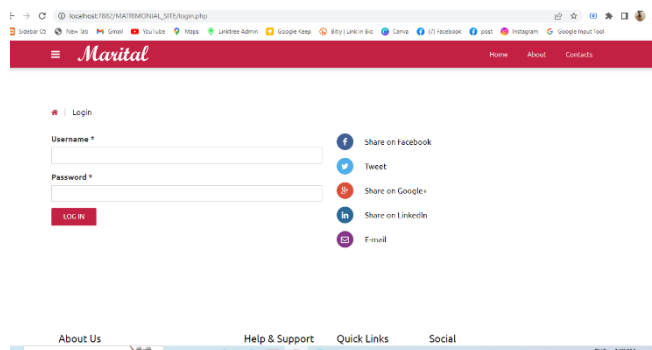 localhost:7882/MATRIMONIAL_SITE/login.php
Sidebar OS New Tab Gmail YouTube Maps Linktree Admin Google Keep Bitly | Link in Bio Canva (7) Facebook post Instagram Google Input Tool
Marital Home About Contacts
Login
Username *
Password *
LOG IN
Share on Facebook
Tweet
Share on Google+
Share on LinkedIn
E-mail
About Us Help & Support Quick Links Social